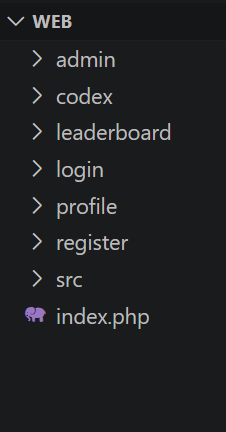 WEB
admin
codex
leaderboard
login
profile
register
src
index.php